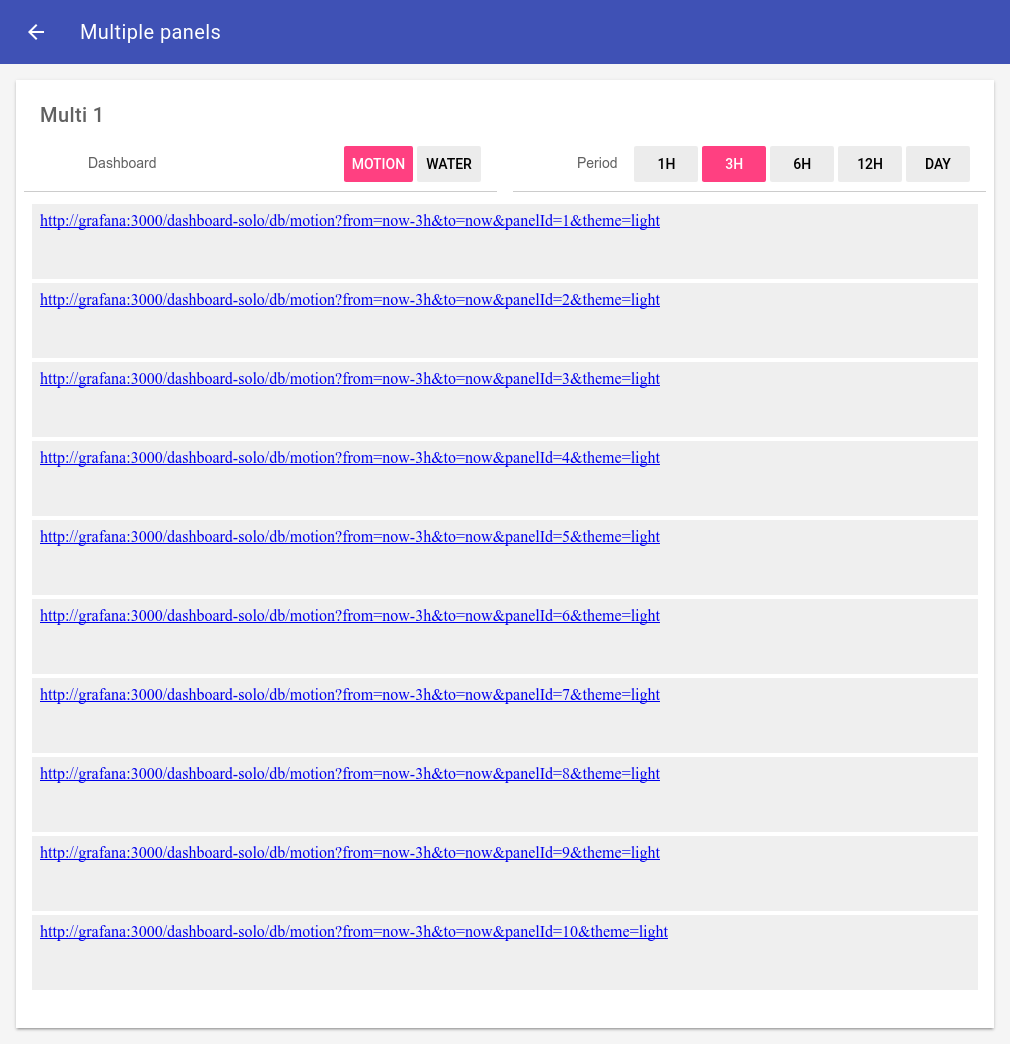 Multiple panels
Multi 1
Dashboard MOTION WATER Period 1H 3H 6H 12H DAY
http://grafana:3000/dashboard-solo/db/motion?from=now-3h&to=now&panelId=1&theme=light
http://grafana:3000/dashboard-solo/db/motion?from=now-3h&to=now&panelId=2&theme=light
http://grafana:3000/dashboard-solo/db/motion?from=now-3h&to=now&panelId=3&theme=light
http://grafana:3000/dashboard-solo/db/motion?from=now-3h&to=now&panelId=4&theme=light
http://grafana:3000/dashboard-solo/db/motion?from=now-3h&to=now&panelId=5&theme=light
http://grafana:3000/dashboard-solo/db/motion?from=now-3h&to=now&panelId=6&theme=light
http://grafana:3000/dashboard-solo/db/motion?from=now-3h&to=now&panelId=7&theme=light
http://grafana:3000/dashboard-solo/db/motion?from=now-3h&to=now&panelId=8&theme=light
http://grafana:3000/dashboard-solo/db/motion?from=now-3h&to=now&panelId=9&theme=light
http://grafana:3000/dashboard-solo/db/motion?from=now-3h&to=now&panelId=10&theme=light